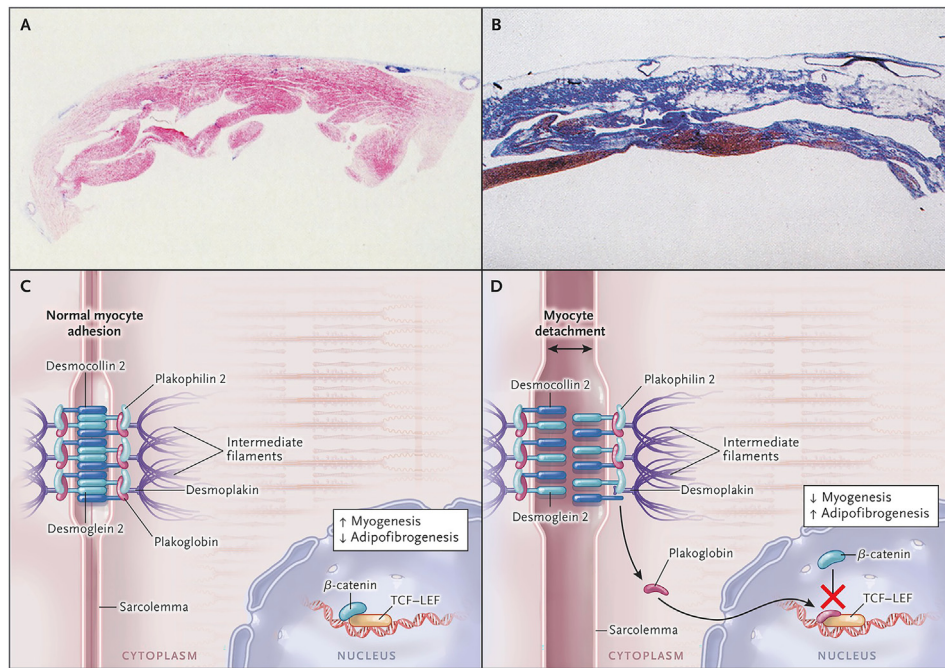 A
B
C
Normal myocyte
adhesion
Desmocollin 2
Plakophilin 2
Intermediate
filaments
Desmoplakin
Desmoglein 2
Plakoglobin
↑ Myogenesis
↓ Adipofibrogenesis
β-catenin
TCF–LEF
Sarcolemma
CYTOPLASM
NUCLEUS
D
Myocyte
detachment
Desmocollin 2
Plakophilin 2
Intermediate
filaments
Desmoplakin
Desmoglein 2
↓ Myogenesis
↑ Adipofibrogenesis
Plakoglobin
β-catenin
TCF–LEF
Sarcolemma
CYTOPLASM
NUCLEUS